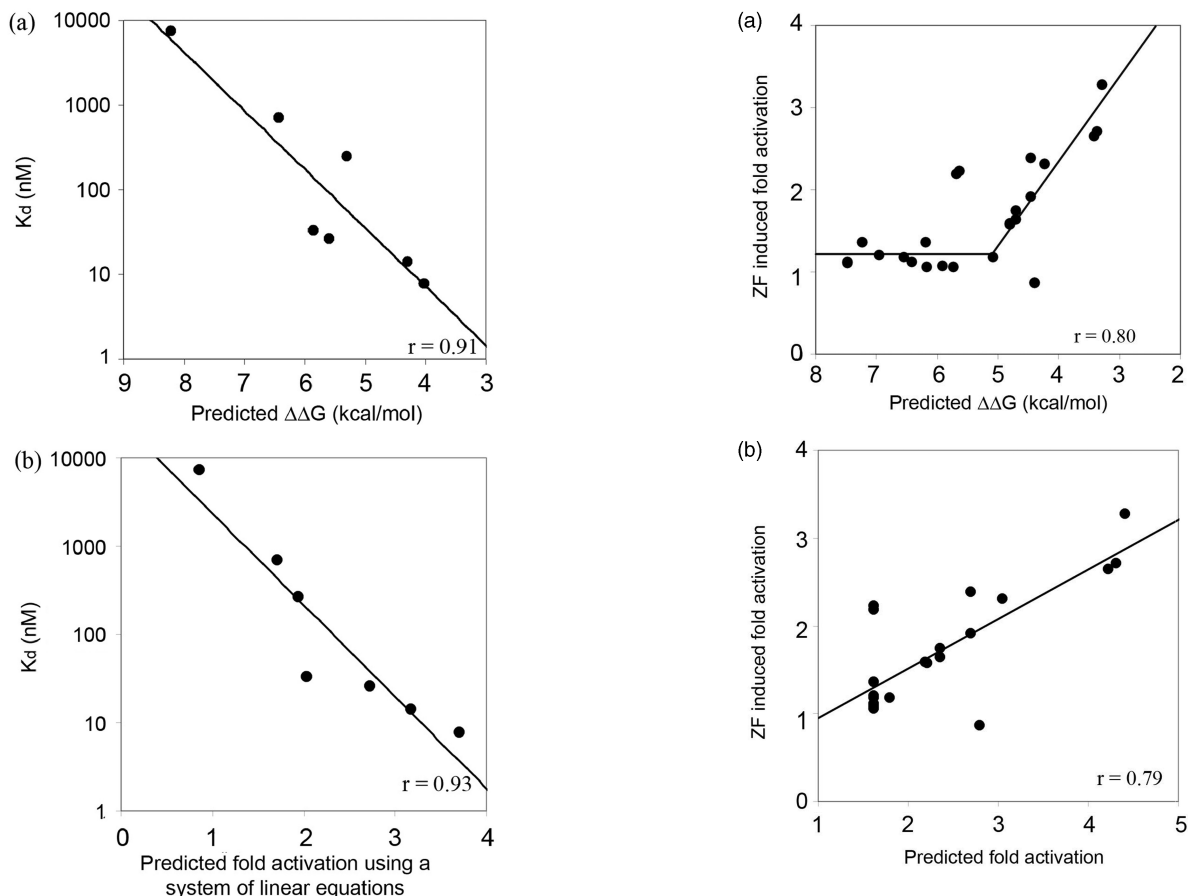 (a)
Kd (nM)
10000
1000
100
10
1
9 8 7 6 5 4 3
r = 0.91
Predicted ΔΔG (kcal/mol)
(b)
Kd (nM)
10000
1000
100
10
1
0 1 2 3 4
r = 0.93
Predicted fold activation using a
system of linear equations
(a)
ZF induced fold activation
4
3
2
1
0
8 7 6 5 4 3 2
r = 0.80
Predicted ΔΔG (kcal/mol)
(b)
ZF induced fold activation
4
3
2
1
0
1 2 3 4 5
r = 0.79
Predicted fold activation